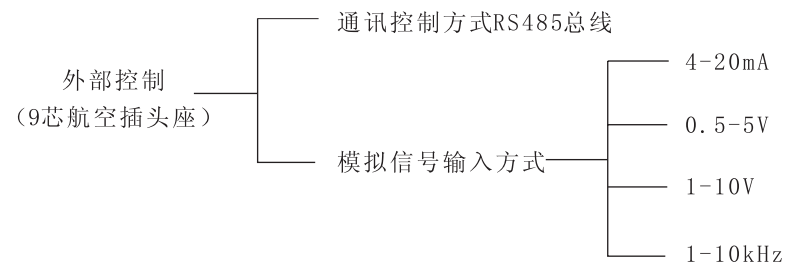 通讯控制方式RS485总线
外部控制
（9芯航空插头座）
模拟信号输入方式
4-20mA
0.5-5V
1-10V
1-10kHz